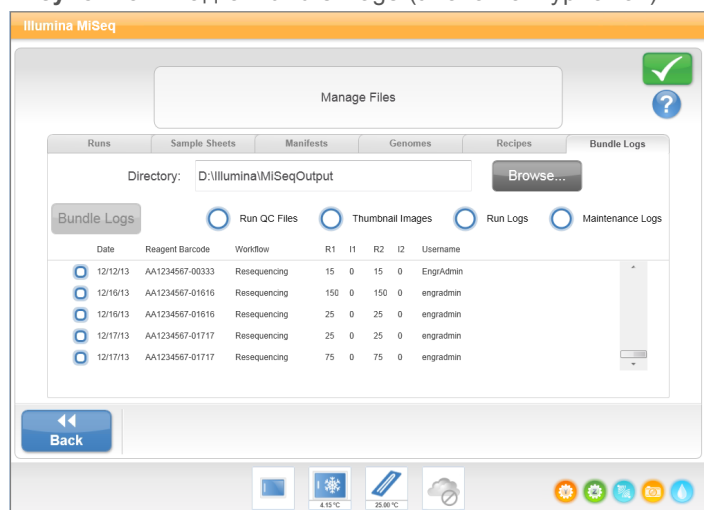 Illumina MiSeq
Manage Files
?
Runs Sample Sheets Manifests Genomes Recipes Bundle Logs
Directory: D:\Illumina\MiSeqOutput Browse...
Bundle Logs Run QC Files Thumbnail Images Run Logs Maintenance Logs
Date Reagent Barcode Workflow R1 I1 R2 I2 Username
12/12/13 AA1234567-00333 Resequencing 15 0 15 0 EngrAdmin
12/16/13 AA1234567-01616 Resequencing 150 0 150 0 engradmin
12/16/13 AA1234567-01616 Resequencing 25 0 25 0 engradmin
12/17/13 AA1234567-01717 Resequencing 25 0 25 0 engradmin
12/17/13 AA1234567-01717 Resequencing 75 0 75 0 engradmin
Back
4.15 °C 25.00 °C